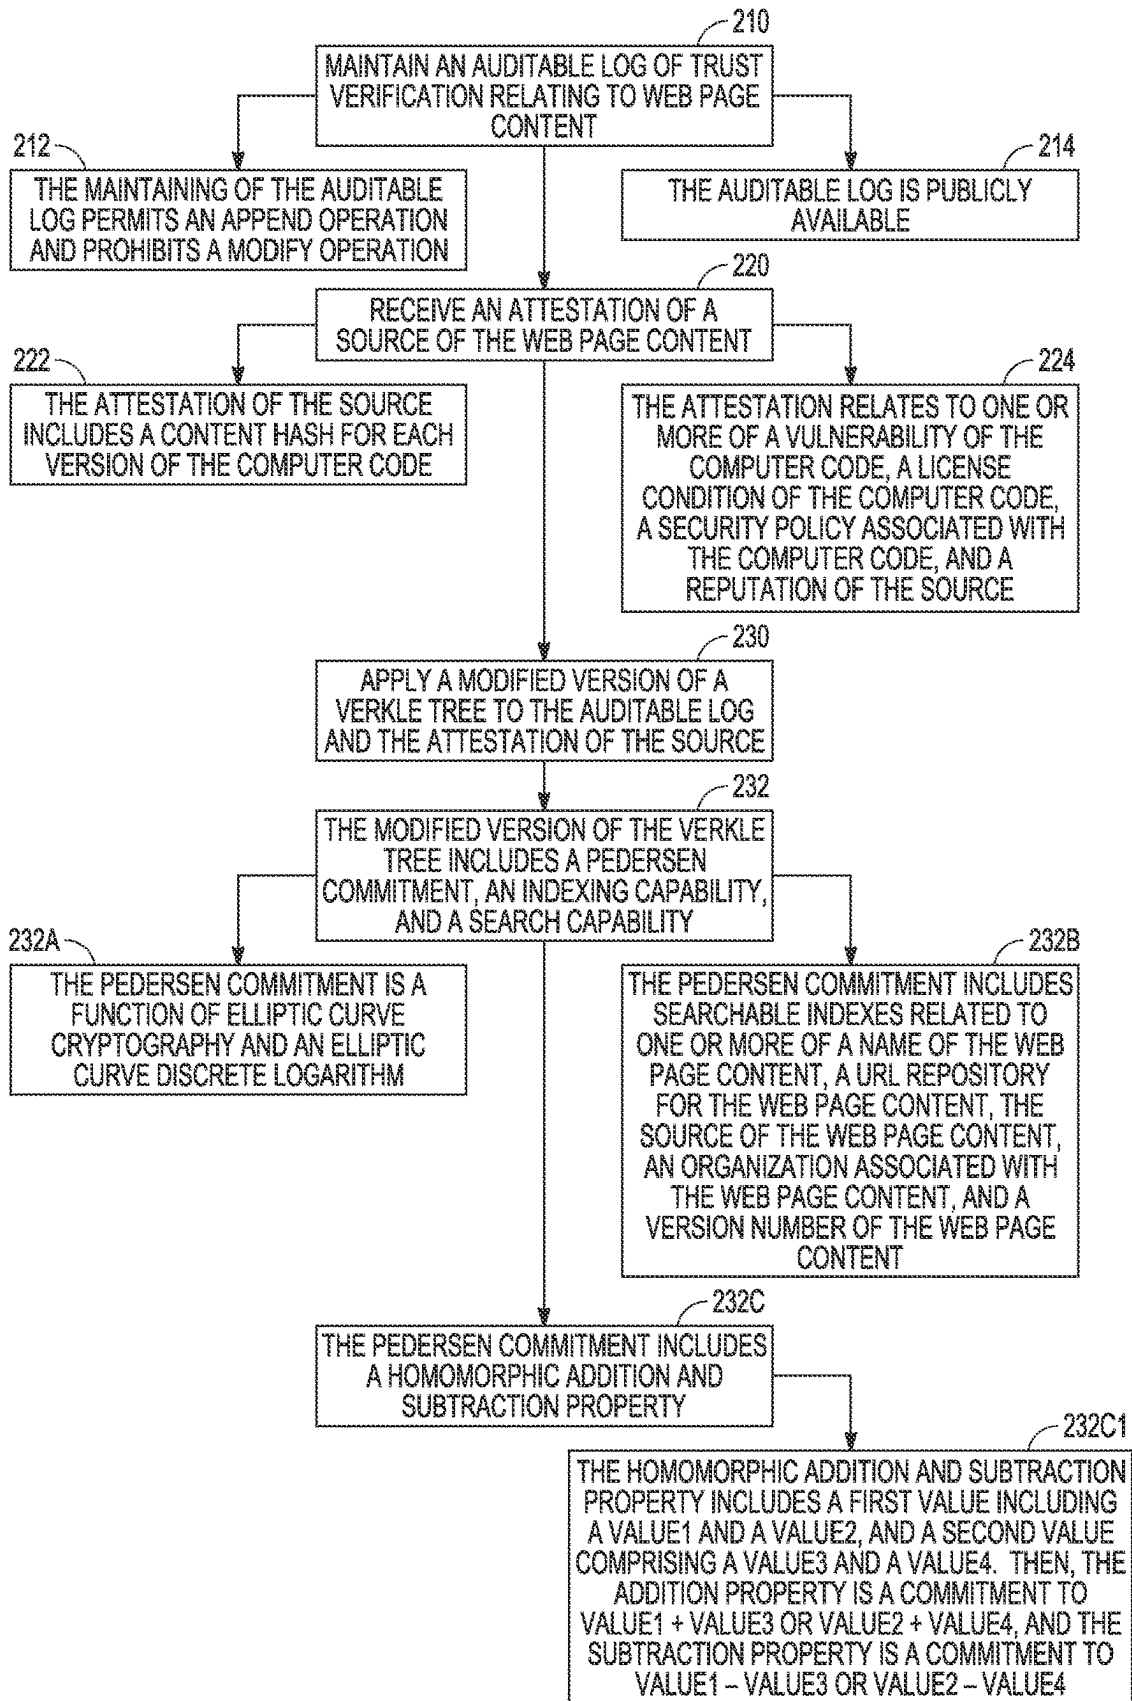 210
MAINTAIN AN AUDITABLE LOG OF TRUST
VERIFICATION RELATING TO WEB PAGE
CONTENT
212
THE MAINTAINING OF THE AUDITABLE
LOG PERMITS AN APPEND OPERATION
AND PROHIBITS A MODIFY OPERATION
214
THE AUDITABLE LOG IS PUBLICLY
AVAILABLE
220
RECEIVE AN ATTESTATION OF A
SOURCE OF THE WEB PAGE CONTENT
222
THE ATTESTATION OF THE SOURCE
INCLUDES A CONTENT HASH FOR EACH
VERSION OF THE COMPUTER CODE
224
THE ATTESTATION RELATES TO ONE OR
MORE OF A VULNERABILITY OF THE
COMPUTER CODE, A LICENSE
CONDITION OF THE COMPUTER CODE,
A SECURITY POLICY ASSOCIATED WITH
THE COMPUTER CODE, AND A
REPUTATION OF THE SOURCE
230
APPLY A MODIFIED VERSION OF A
VERKLE TREE TO THE AUDITABLE LOG
AND THE ATTESTATION OF THE SOURCE
232
THE MODIFIED VERSION OF THE VERKLE
TREE INCLUDES A PEDERSEN
COMMITMENT, AN INDEXING CAPABILITY,
AND A SEARCH CAPABILITY
232A
THE PEDERSEN COMMITMENT IS A
FUNCTION OF ELLIPTIC CURVE
CRYPTOGRAPHY AND AN ELLIPTIC
CURVE DISCRETE LOGARITHM
232B
THE PEDERSEN COMMITMENT INCLUDES
SEARCHABLE INDEXES RELATED TO
ONE OR MORE OF A NAME OF THE WEB
PAGE CONTENT, A URL REPOSITORY
FOR THE WEB PAGE CONTENT, THE
SOURCE OF THE WEB PAGE CONTENT,
AN ORGANIZATION ASSOCIATED WITH
THE WEB PAGE CONTENT, AND A
VERSION NUMBER OF THE WEB PAGE
CONTENT
232C
THE PEDERSEN COMMITMENT INCLUDES
A HOMOMORPHIC ADDITION AND
SUBTRACTION PROPERTY
232C1
THE HOMOMORPHIC ADDITION AND SUBTRACTION
PROPERTY INCLUDES A FIRST VALUE INCLUDING
A VALUE1 AND A VALUE2, AND A SECOND VALUE
COMPRISING A VALUE3 AND A VALUE4. THEN, THE
ADDITION PROPERTY IS A COMMITMENT TO
VALUE1 + VALUE3 OR VALUE2 + VALUE4, AND THE
SUBTRACTION PROPERTY IS A COMMITMENT TO
VALUE1 – VALUE3 OR VALUE2 – VALUE4